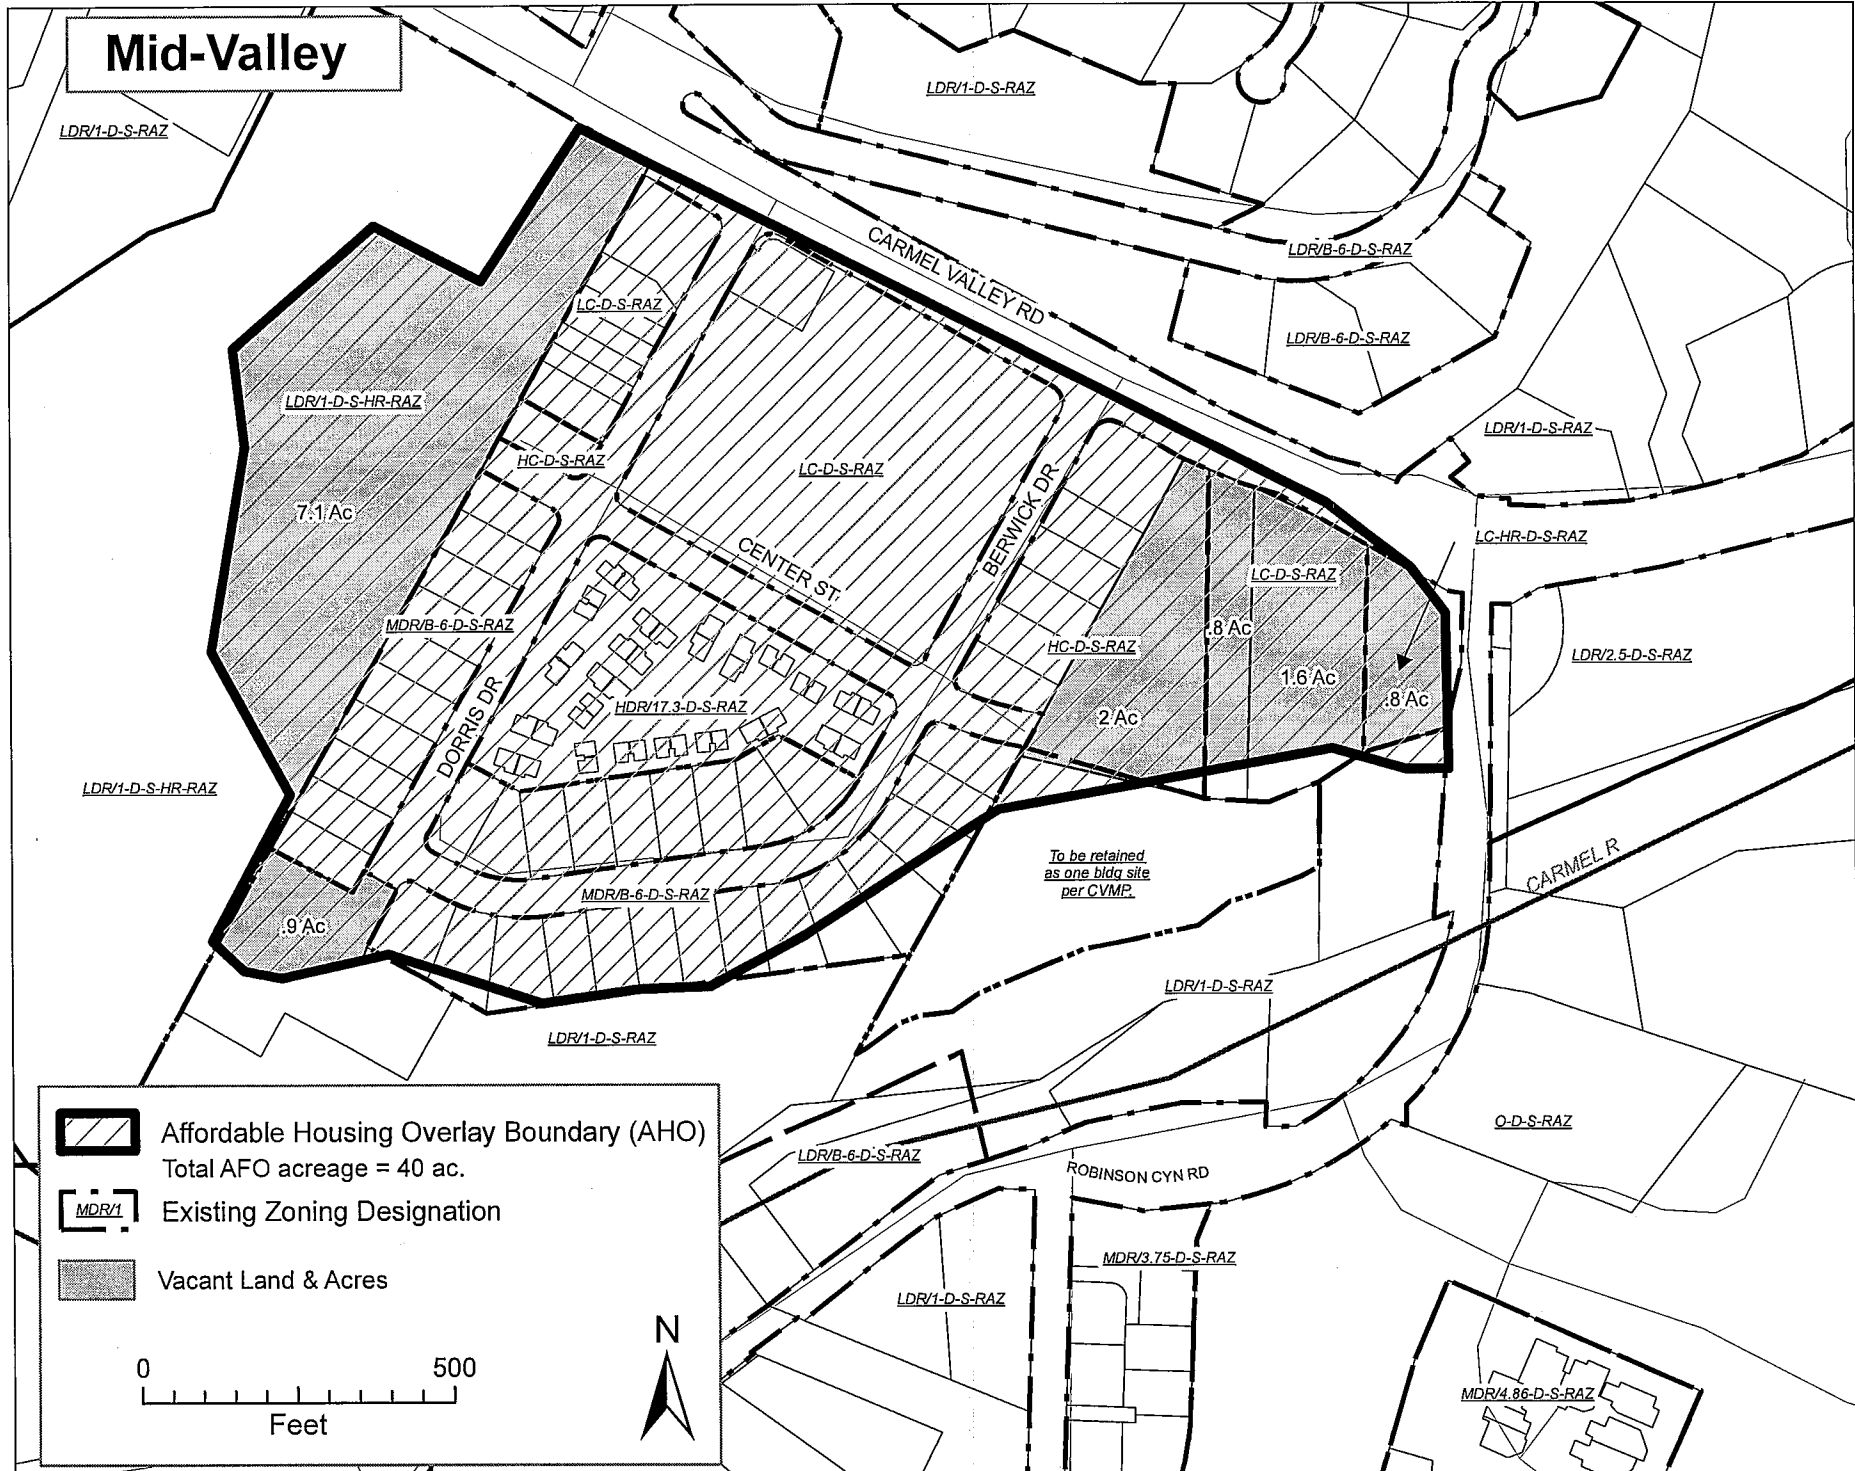 Mid-Valley
LDR/1-D-S-RAZ
LDR/1-D-S-RAZ
CARMEL VALLEY RD
LDR/B-6-D-S-RAZ
LC-D-S-RAZ
LDR/B-6-D-S-RAZ
LDR/1-D-S-HR-RAZ
LDR/1-D-S-RAZ
HC-D-S-RAZ
LC-D-S-RAZ
7.1 Ac
BERWICK DR
LC-HR-D-S-RAZ
CENTER ST.
LC-D-S-RAZ
MDR/B-6-D-S-RAZ
.8 Ac
HC-D-S-RAZ
LDR/2.5-D-S-RAZ
1.6 Ac
.8 Ac
DORRIS DR
HDR/17.3-D-S-RAZ
2 Ac
LDR/1-D-S-HR-RAZ
To be retained
as one bldg site
per CVMP.
CARMEL R
MDR/B-6-D-S-RAZ
.9 Ac
LDR/1-D-S-RAZ
LDR/1-D-S-RAZ
O-D-S-RAZ
LDR/B-6-D-S-RAZ
ROBINSON CYN RD
MDR/3.75-D-S-RAZ
LDR/1-D-S-RAZ
MDR/4.86-D-S-RAZ
Affordable Housing Overlay Boundary (AHO)
Total AFO acreage = 40 ac.
MDR/1
Existing Zoning Designation
Vacant Land & Acres
N
0 500
Feet